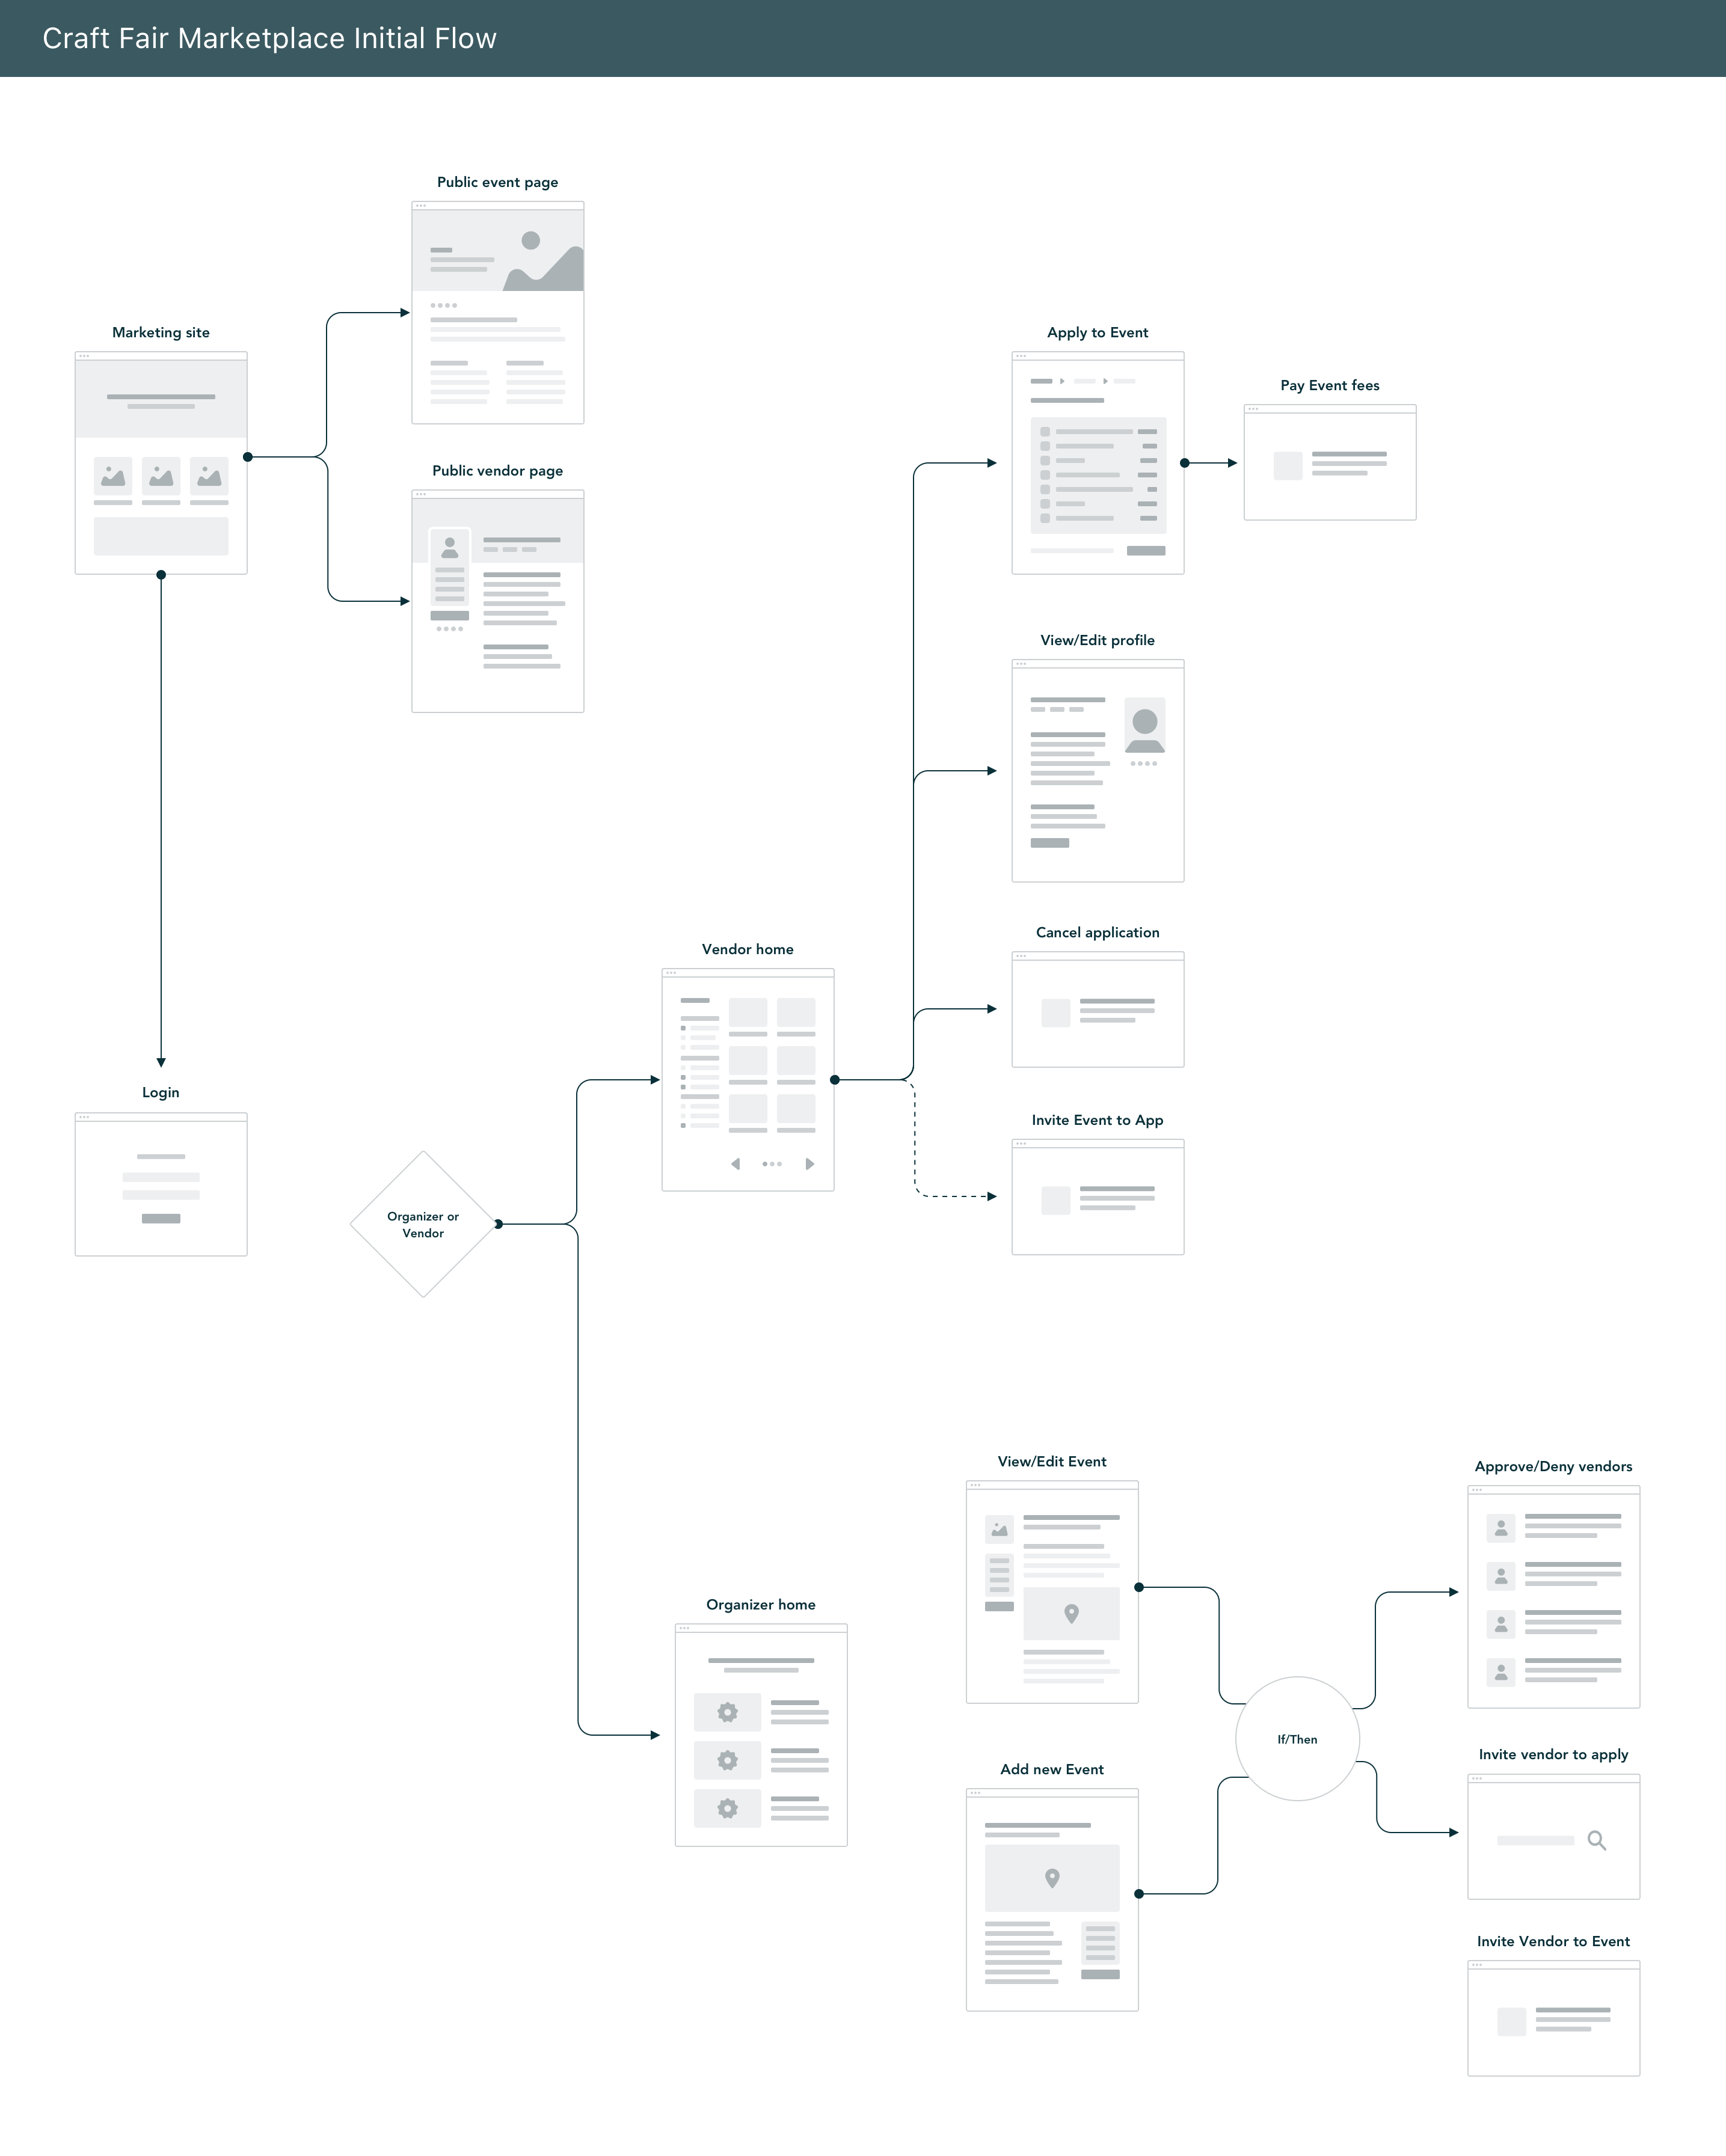 Craft Fair Marketplace Initial Flow
Public event page
Marketing site
Public vendor page
Apply to Event
Pay Event fees
View/Edit profile
Cancel application
Vendor home
Login
Invite Event to App
Organizer or
Vendor
View/Edit Event
Approve/Deny vendors
Organizer home
If/Then
Invite vendor to apply
Add new Event
Invite Vendor to Event